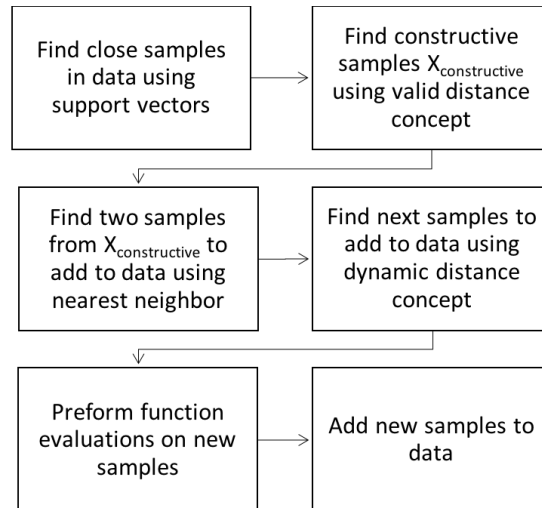 Find close samples
in data using
support vectors
Find constructive
samples Xconstructive
using valid distance
concept
Find two samples
from Xconstructive to
add to data using
nearest neighbor
Find next samples to
add to data using
dynamic distance
concept
Preform function
evaluations on new
samples
Add new samples to
data